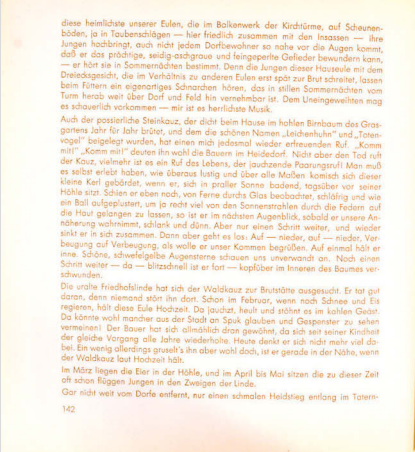 diese heimlichste unserer Eulen, die im Balkenwerk der Kirchtürme, auf Scheunen-
böden, ja in Taubenschlägen — hier friedlich zusammen mit den Insassen — ihre
Jungen hochbringt, auch nicht jedem Dorfbewohner so nahe vor die Augen kommt,
daß er das prächtige, seidig-aschgraue und feingeperlte Gefieder bewundern kann,
— er hört sie in Sommernächten bestimmt. Denn die Jungen dieser Hauseule mit dem
Dreiecksgesicht, die im Verhältnis zu anderen Eulen erst spät zur Brut schreitet, lassen
beim Füttern ein eigenartiges Schnarchen hören, das in stillen Sommernächten vom
Turm herab weit über Dorf und Feld hin vernehmbar ist. Dem Uneingeweihten mag
es schauerlich vorkommen — mir ist es herrlichste Musik.
Auch der possierliche Steinkauz, der dicht beim Hause im hohlen Birnbaum des Gras-
gartens Jahr für Jahr brütet, und dem die schönen Namen „Leichenhuhn" und „Toten-
vogel" beigelegt wurden, hat einen mich jedesmal wieder erfreuenden Ruf. „Komm
mit!" „Komm mit!" deuten ihn wohl die Bauern im Heidedorf. Nicht aber den Tod ruft
der Kauz, vielmehr ist es ein Ruf des Lebens, der jauchzende Paarungsruf! Man muß
es selbst erlebt haben, wie überaus lustig und über alle Maßen komisch sich dieser
kleine Kerl gebärdet, wenn er, sich in praller Sonne badend, tagsüber vor seiner
Höhle sitzt. Schien er eben noch, von Ferne durchs Glas beobachtet, schläfrig und wie
ein Ball aufgeplustert, um ja recht viel von den Sonnenstrahlen durch die Federn auf
die Haut gelangen zu lassen, so ist er im nächsten Augenblick, sobald er unsere An-
näherung wahrnimmt, schlank und dünn. Aber nur einen Schritt weiter, und wieder
sinkt er in sich zusammen. Dann aber geht es los: Auf — nieder, auf — nieder, Ver-
beugung auf Verbeugung, als wolle er unser Kommen begrüßen. Auf einmal hält er
inne. Schöne, schwefelgelbe Augensterne schauen uns unverwandt an. Noch einen
Schritt weiter — da — blitzschnell ist er fort — kopfüber im Inneren des Baumes ver-
schwunden.
Die uralte Friedhofslinde hat sich der Waldkauz zur Brutstätte ausgesucht. Er tat gut
daran, denn niemand stört ihn dort. Schon im Februar, wenn noch Schnee und Eis
regieren, hält diese Eule Hochzeit. Da jauchzt, heult und stöhnt es im kahlen Geäst.
Da könnte wohl mancher aus der Stadt an Spuk glauben und Gespenster zu sehen
vermeinen! Der Bauer hat sich allmählich dran gewöhnt, da sich seit seiner Kindheit
der gleiche Vorgang alle Jahre wiederholte. Heute denkt er sich nicht mehr viel da-
bei. Ein wenig allerdings gruselt's ihn aber wohl doch, ist er gerade in der Nähe, wenn
der Waldkauz laut Hochzeit hält.
Im März liegen die Eier in der Höhle, und im April bis Mai sitzen die zu dieser Zeit
oft schon flüggen Jungen in den Zweigen der Linde.
Gar nicht weit vom Dorfe entfernt, nur einen schmalen Heidstieg entlang im Tatern-
142